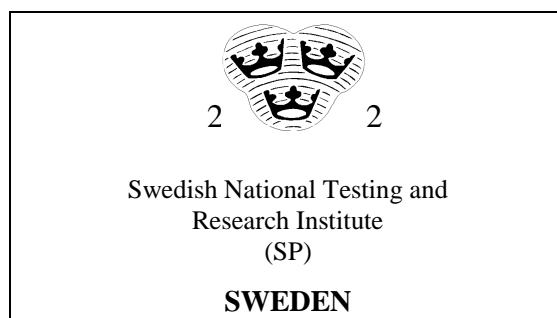 2 2
Swedish National Testing and
Research Institute
(SP)
SWEDEN